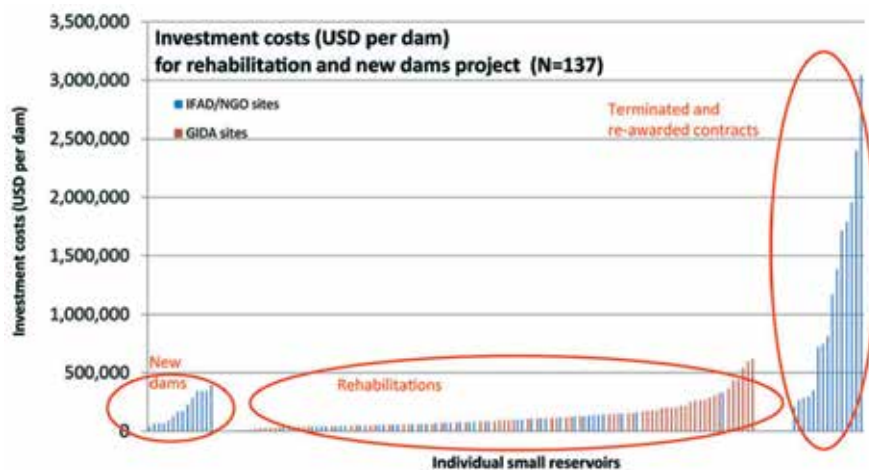 Investment costs (USD per dam)
for rehabilitation and new dams project (N=137)
IFAD/NGO sites
GIDA sites
Terminated and
re-awarded contracts
New
dams
Rehabilitations
3,500,000
3,000,000
2,500,000
2,000,000
1,500,000
1,000,000
500,000
0
Investment costs (USD per dam)
Individual small reservoirs